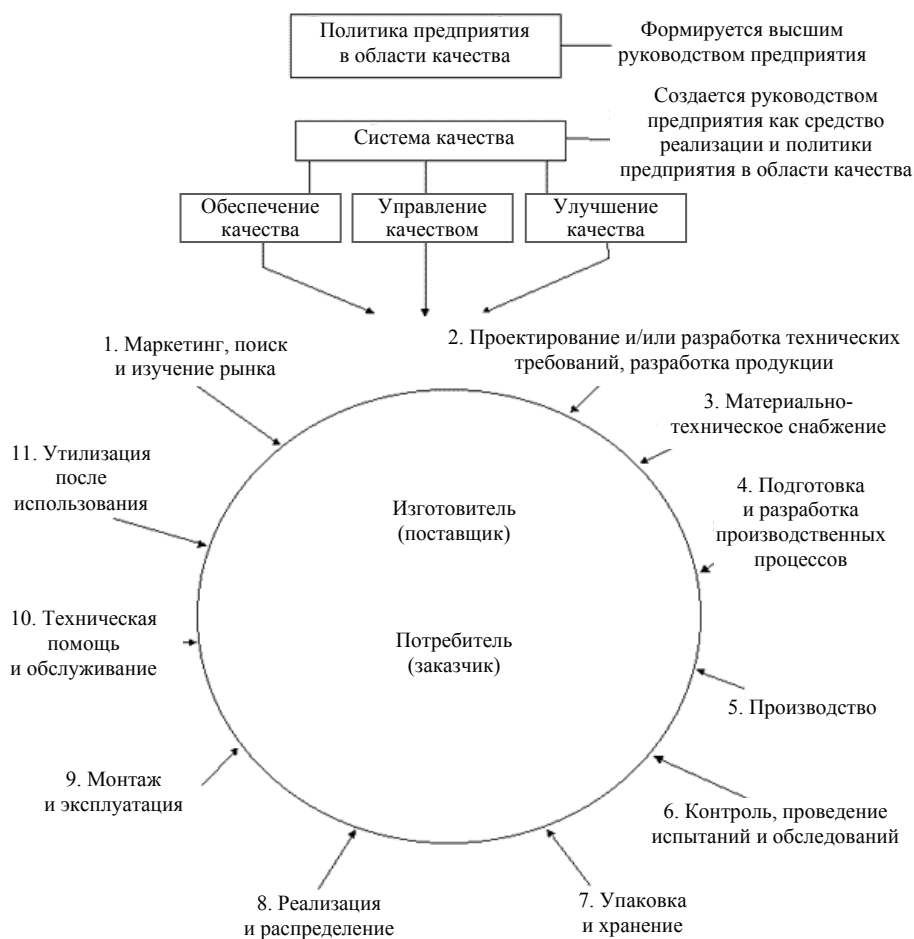 Политика предприятия
в области качества
Формируется высшим
руководством предприятия
Создается руководством
предприятия как средство
реализации и политики
предприятия в области качества
Система качества
Обеспечение
качества
Управление
качеством
Улучшение
качества
1. Маркетинг, поиск
и изучение рынка
2. Проектирование и/или разработка технических
требований, разработка продукции
3. Материально-
техническое снабжение
4. Подготовка
и разработка
производственных
процессов
5. Производство
6. Контроль, проведение
испытаний и обследований
7. Упаковка
и хранение
8. Реализация
и распределение
9. Монтаж
и эксплуатация
10. Техническая
помощь
и обслуживание
11. Утилизация
после
использования
Изготовитель
(поставщик)
Потребитель
(заказчик)